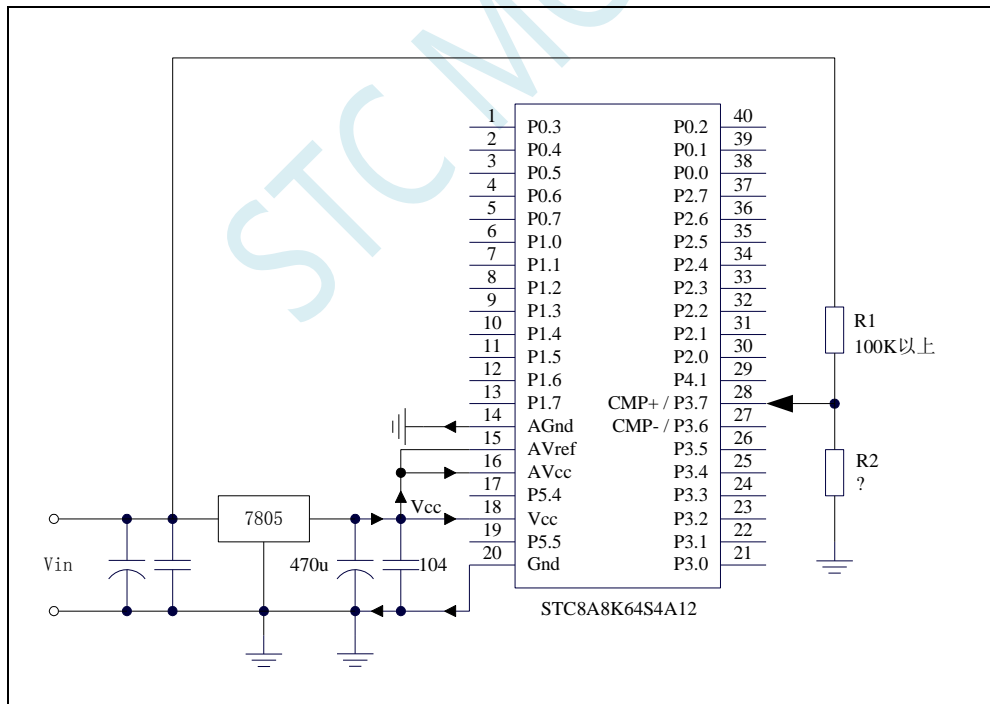 STC MC
1 P0.3 P0.2 40
2 P0.4 P0.1 39
3 P0.5 P0.0 38
4 P0.6 P2.7 37
5 P0.7 P2.6 36
6 P1.0 P2.5 35
7 P1.1 P2.4 34
8 P1.2 P2.3 33
9 P1.3 P2.2 32
10 P1.4 P2.1 31
11 P1.5 P2.0 30
12 P1.6 P4.1 29
13 P1.7 CMP+ / P3.7 28
14 AGnd CMP- / P3.6 27
15 AVref P3.5 26
16 AVcc P3.4 25
17 P5.4 P3.3 24
18 Vcc P3.2 23
19 P5.5 P3.1 22
20 Gnd P3.0 21
R1
100K以上
R2
?
Vcc
7805
Vin
470u
104
STC8A8K64S4A12